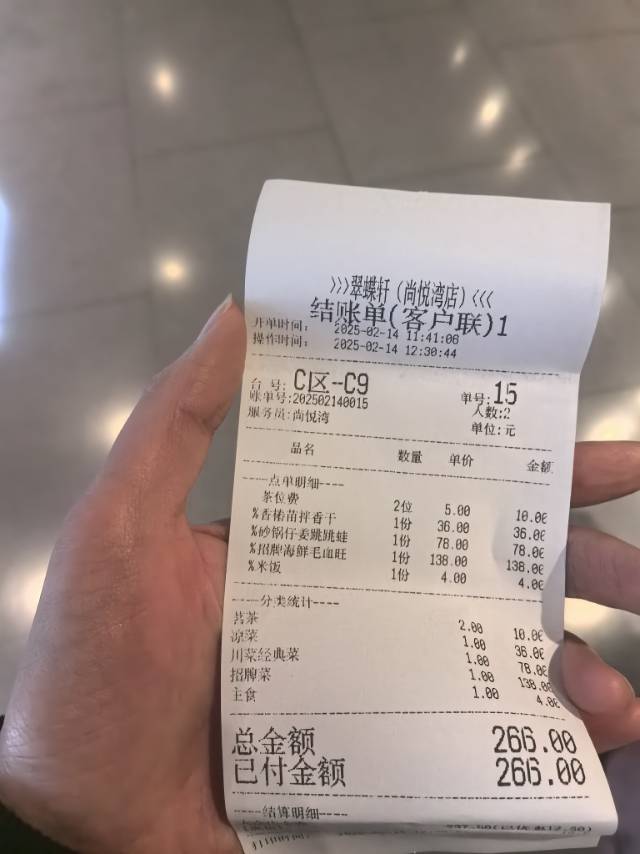 >>>翠蝶轩(尚悦湾店)<<<
结账单(客户联)1
开单时间: 2025-02-14 11:41:06
操作时间: 2025-02-14 12:30:44
台号: C区-C9 单号: 15
账单号:202502140015 人数:2
服务员:尚悦湾 单位:元
品名 数量 单价 金额
-----点单明细----
茶位费 2位 5.00 10.00
%香椿苗拌香干 1份 36.00 36.00
%砂锅仔姜跳跳蛙 1份 78.00 78.00
%招牌海鲜毛血旺 1份 138.00 138.00
%米饭 1份 4.00 4.00
-----分类统计----
茗茶 2.00 10.00
凉菜 1.00 36.00
川菜经典菜 1.00 78.00
招牌菜 1.00 138.00
主食 1.00 4.00
总金额 266.00
已付金额 266.00
-----结算明细----